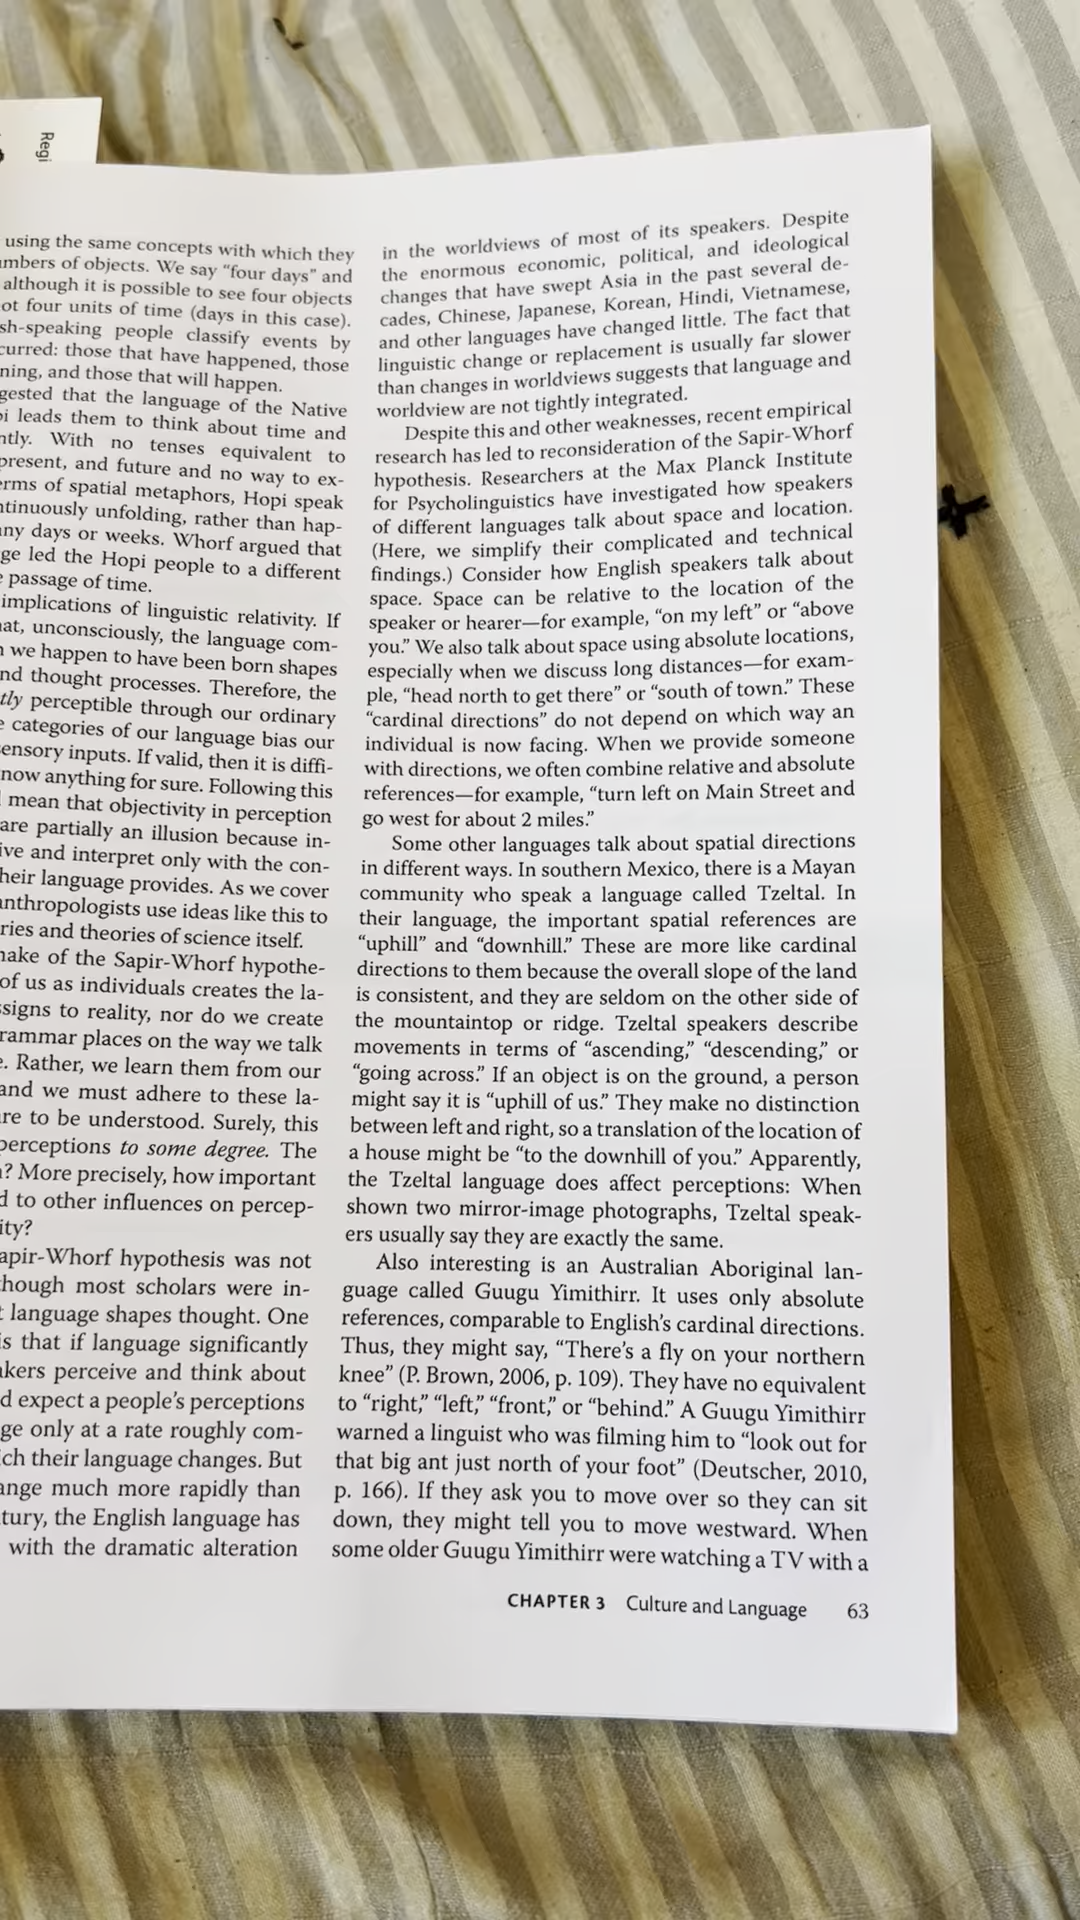 Regi
using the same concepts with which they
mbers of objects. We say “four days” and
although it is possible to see four objects
ot four units of time (days in this case).
sh-speaking people classify events by
curred: those that have happened, those
ning, and those that will happen.
gested that the language of the Native
pi leads them to think about time and
ntly. With no tenses equivalent to
present, and future and no way to ex-
erms of spatial metaphors, Hopi speak
ntinuously unfolding, rather than hap-
any days or weeks. Whorf argued that
ge led the Hopi people to a different
passage of time.
implications of linguistic relativity. If
hat, unconsciously, the language com-
we happen to have been born shapes
nd thought processes. Therefore, the
tly perceptible through our ordinary
categories of our language bias our
sensory inputs. If valid, then it is diffi-
now anything for sure. Following this
mean that objectivity in perception
are partially an illusion because in-
ive and interpret only with the con-
heir language provides. As we cover
anthropologists use ideas like this to
ries and theories of science itself.
make of the Sapir-Whorf hypothe-
of us as individuals creates the la-
ssigns to reality, nor do we create
rammar places on the way we talk
e. Rather, we learn them from our
and we must adhere to these la-
are to be understood. Surely, this
perceptions to some degree. The
? More precisely, how important
d to other influences on percep-
ity?
apir-Whorf hypothesis was not
though most scholars were in-
t language shapes thought. One
is that if language significantly
akers perceive and think about
d expect a people’s perceptions
ge only at a rate roughly com-
ich their language changes. But
ange much more rapidly than
tury, the English language has
with the dramatic alteration
in the worldviews of most of its speakers. Despite
the enormous economic, political, and ideological
changes that have swept Asia in the past several de-
cades, Chinese, Japanese, Korean, Hindi, Vietnamese,
and other languages have changed little. The fact that
linguistic change or replacement is usually far slower
than changes in worldviews suggests that language and
worldview are not tightly integrated.
Despite this and other weaknesses, recent empirical
research has led to reconsideration of the Sapir-Whorf
hypothesis. Researchers at the Max Planck Institute
for Psycholinguistics have investigated how speakers
of different languages talk about space and location.
(Here, we simplify their complicated and technical
findings.) Consider how English speakers talk about
space. Space can be relative to the location of the
speaker or hearer—for example, “on my left” or “above
you.” We also talk about space using absolute locations,
especially when we discuss long distances—for exam-
ple, “head north to get there” or “south of town.” These
“cardinal directions” do not depend on which way an
individual is now facing. When we provide someone
with directions, we often combine relative and absolute
references—for example, “turn left on Main Street and
go west for about 2 miles.”
Some other languages talk about spatial directions
in different ways. In southern Mexico, there is a Mayan
community who speak a language called Tzeltal. In
their language, the important spatial references are
“uphill” and “downhill.” These are more like cardinal
directions to them because the overall slope of the land
is consistent, and they are seldom on the other side of
the mountaintop or ridge. Tzeltal speakers describe
movements in terms of “ascending,” “descending,” or
“going across.” If an object is on the ground, a person
might say it is “uphill of us.” They make no distinction
between left and right, so a translation of the location of
a house might be “to the downhill of you.” Apparently,
the Tzeltal language does affect perceptions: When
shown two mirror-image photographs, Tzeltal speak-
ers usually say they are exactly the same.
Also interesting is an Australian Aboriginal lan-
guage called Guugu Yimithirr. It uses only absolute
references, comparable to English’s cardinal directions.
Thus, they might say, “There’s a fly on your northern
knee” (P. Brown, 2006, p. 109). They have no equivalent
to “right,” “left,” “front,” or “behind.” A Guugu Yimithirr
warned a linguist who was filming him to “look out for
that big ant just north of your foot” (Deutscher, 2010,
p. 166). If they ask you to move over so they can sit
down, they might tell you to move westward. When
some older Guugu Yimithirr were watching a TV with a
CHAPTER 3 Culture and Language 63